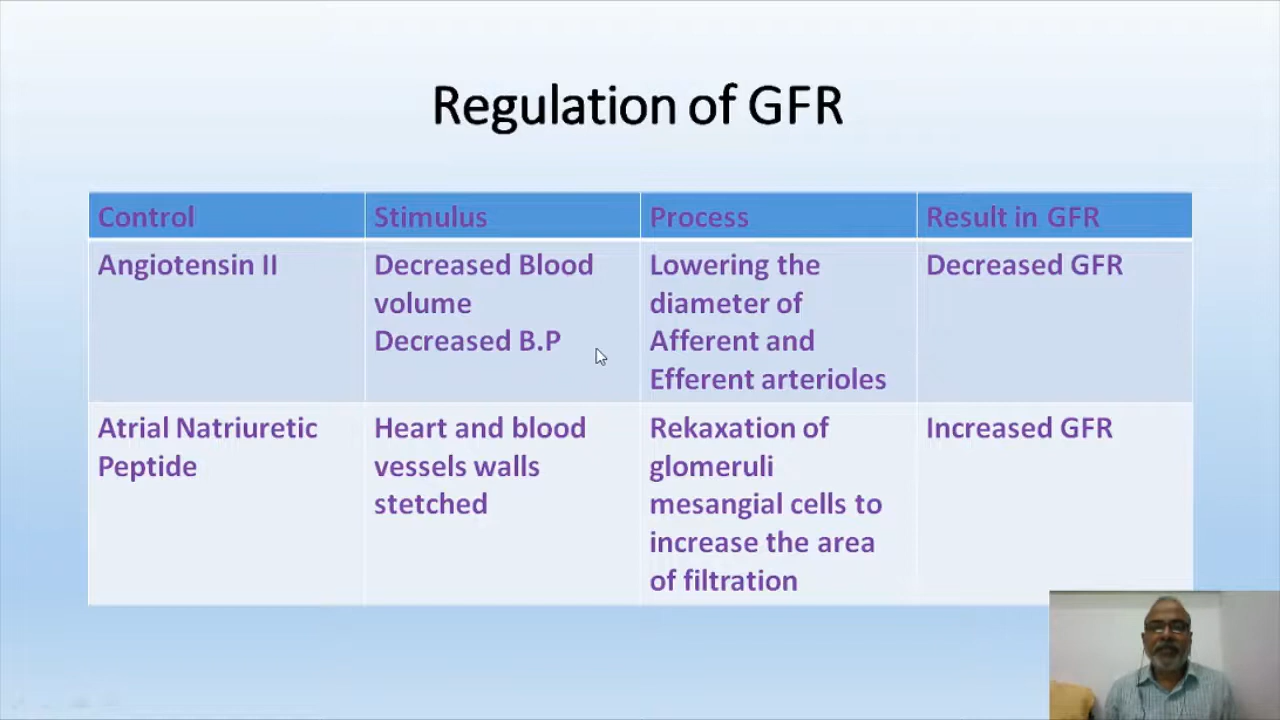 Regulation of GFR
Control
Stimulus
Process
Result in GFR
Angiotensin II
Decreased Blood
volume
Decreased B.P
Lowering the
diameter of
Afferent and
Efferent arterioles
Decreased GFR
Atrial Natriuretic
Peptide
Heart and blood
vessels walls
stetched
Rekaxation of
glomeruli
mesangial cells to
increase the area
of filtration
Increased GFR